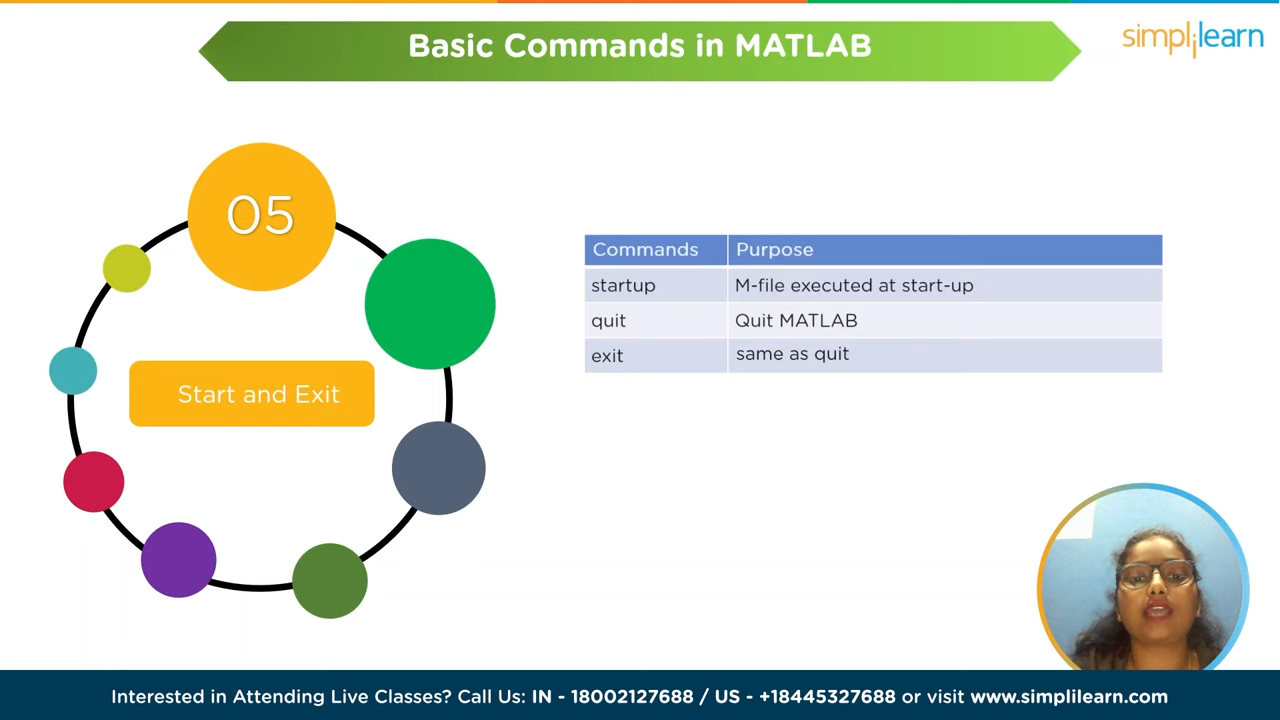 Basic Commands in MATLAB
simplilearn
05
Start and Exit
Commands Purpose
startup M-file executed at start-up
quit Quit MATLAB
exit same as quit
Interested in Attending Live Classes? Call Us: IN - 18002127688 / US - +18445327688 or visit www.simplilearn.com